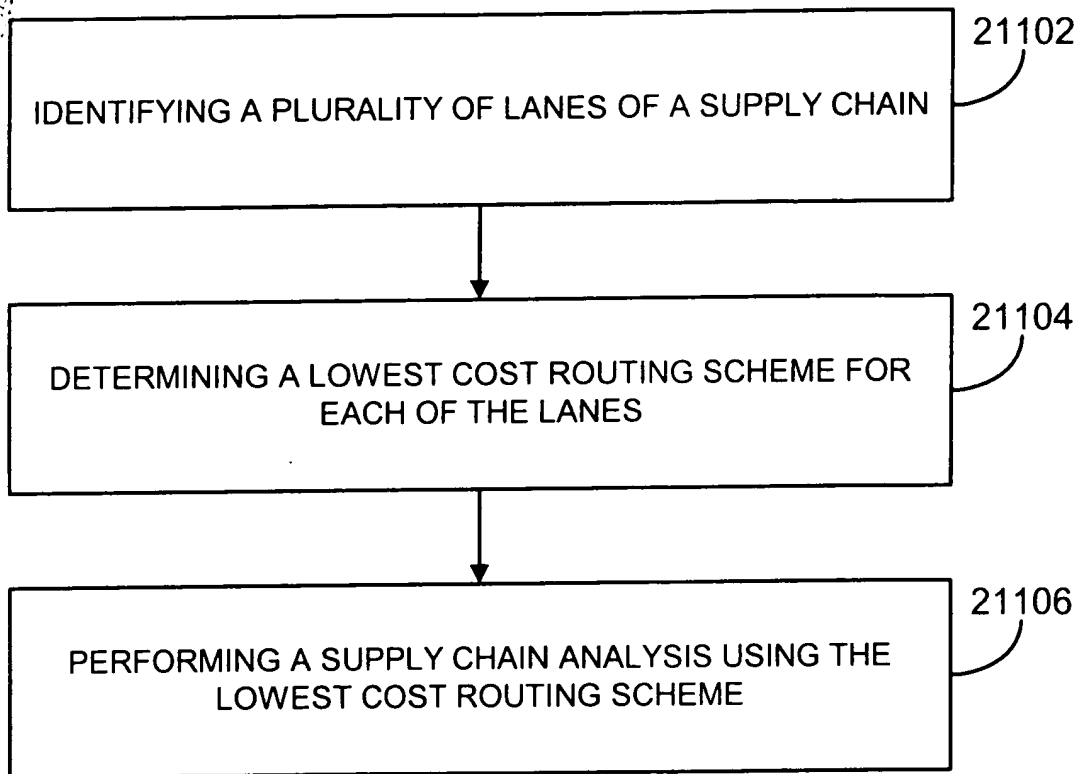 21102
IDENTIFYING A PLURALITY OF LANES OF A SUPPLY CHAIN
21104
DETERMINING A LOWEST COST ROUTING SCHEME FOR
EACH OF THE LANES
21106
PERFORMING A SUPPLY CHAIN ANALYSIS USING THE
LOWEST COST ROUTING SCHEME